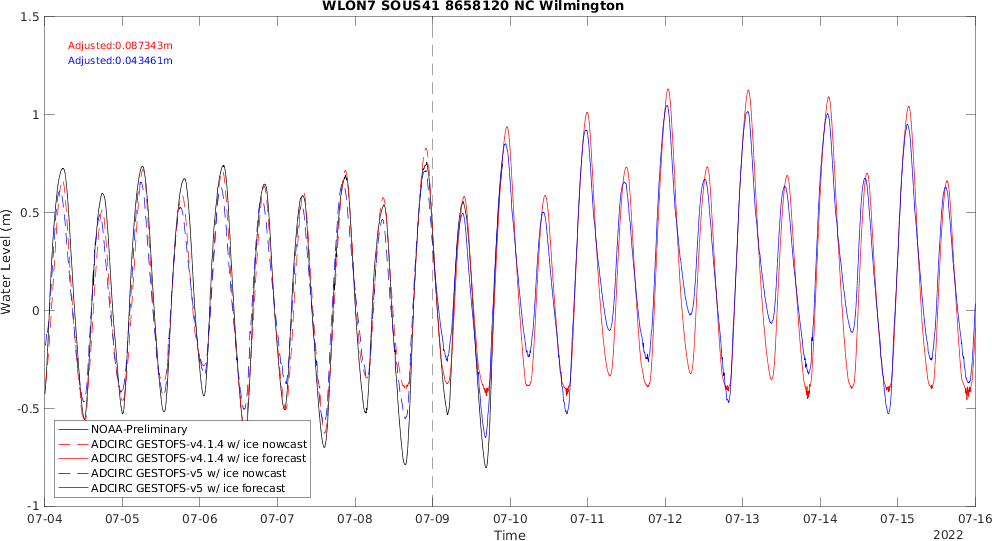 WLON7 SOUS41 8658120 NC Wilmington
1.5
Adjusted:0.087343m
Adjusted:0.043461m
1
0.5
0
-0.5
-1
Water Level (m)
NOAA-Preliminary
ADCIRC GESTOFS-v4.1.4 w/ ice nowcast
ADCIRC GESTOFS-v4.1.4 w/ ice forecast
ADCIRC GESTOFS-v5 w/ ice nowcast
ADCIRC GESTOFS-v5 w/ ice forecast
07-04 07-05 07-06 07-07 07-08 07-09 07-10 07-11 07-12 07-13 07-14 07-15 07-16
Time
2022